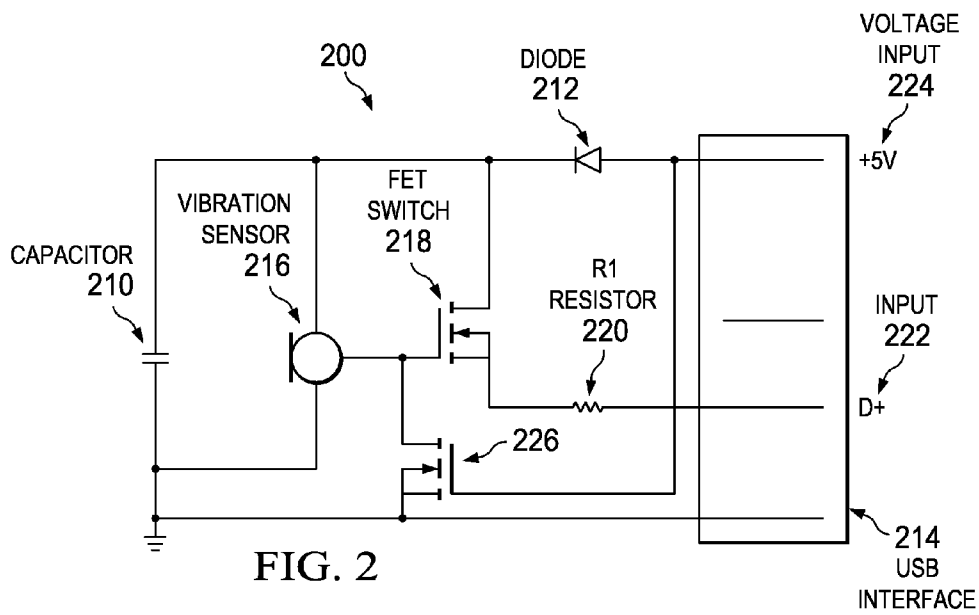 VOLTAGE
INPUT
224
200
DIODE
212
+5V
FET
SWITCH
218
VIBRATION
SENSOR
216
CAPACITOR
210
R1
RESISTOR
220
INPUT
222
D+
226
214
USB
INTERFACE
FIG. 2